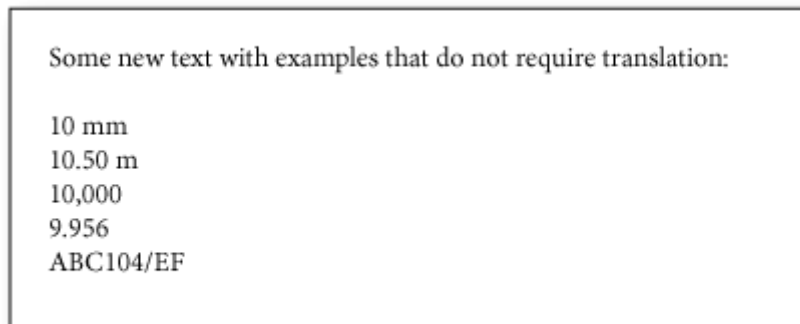 Some new text with examples that do not require translation:
10 mm
10.50 m
10,000
9.956
ABC104/EF